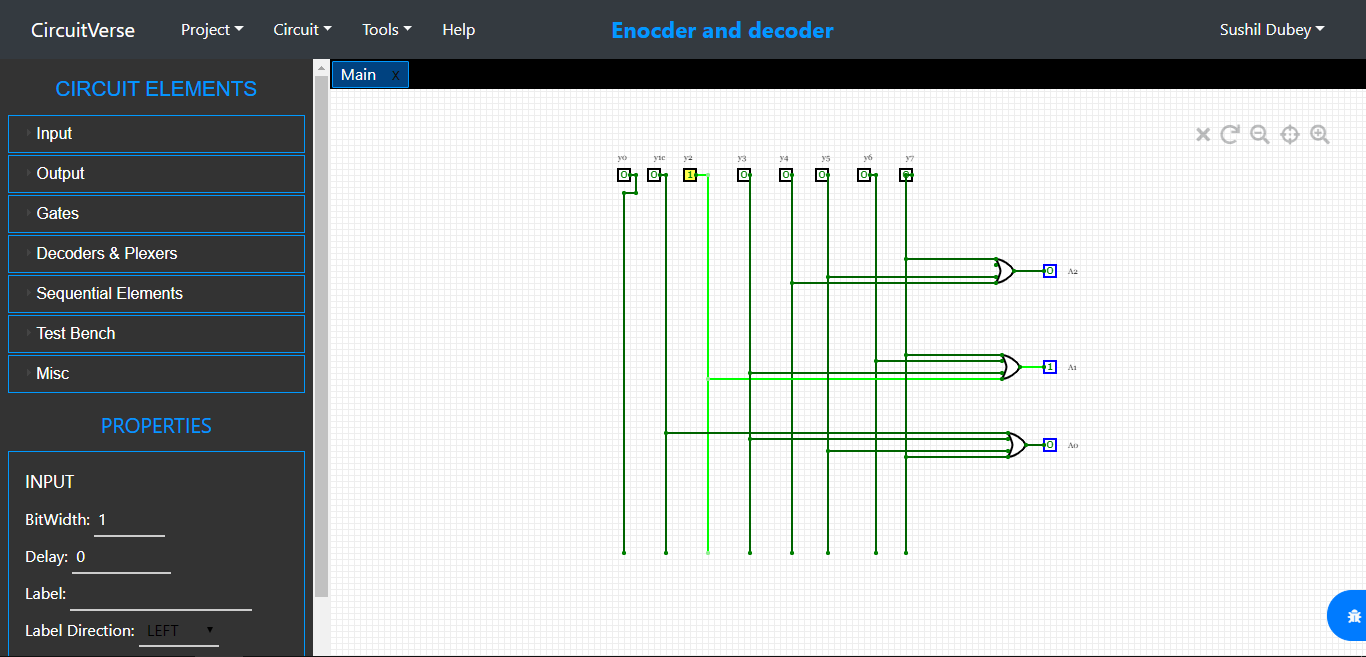 CircuitVerse Project Circuit Tools Help Enocder and decoder Sushil Dubey
CIRCUIT ELEMENTS
Input
Output
Gates
Decoders & Plexers
Sequential Elements
Test Bench
Misc
PROPERTIES
INPUT
BitWidth: 1
Delay: 0
Label:
Label Direction: LEFT
Main x
y0 y1c y2 y3 y4 y5 y6 y7
0 0 1 0 0 0 0 0
0 A2
1 A1
0 A0